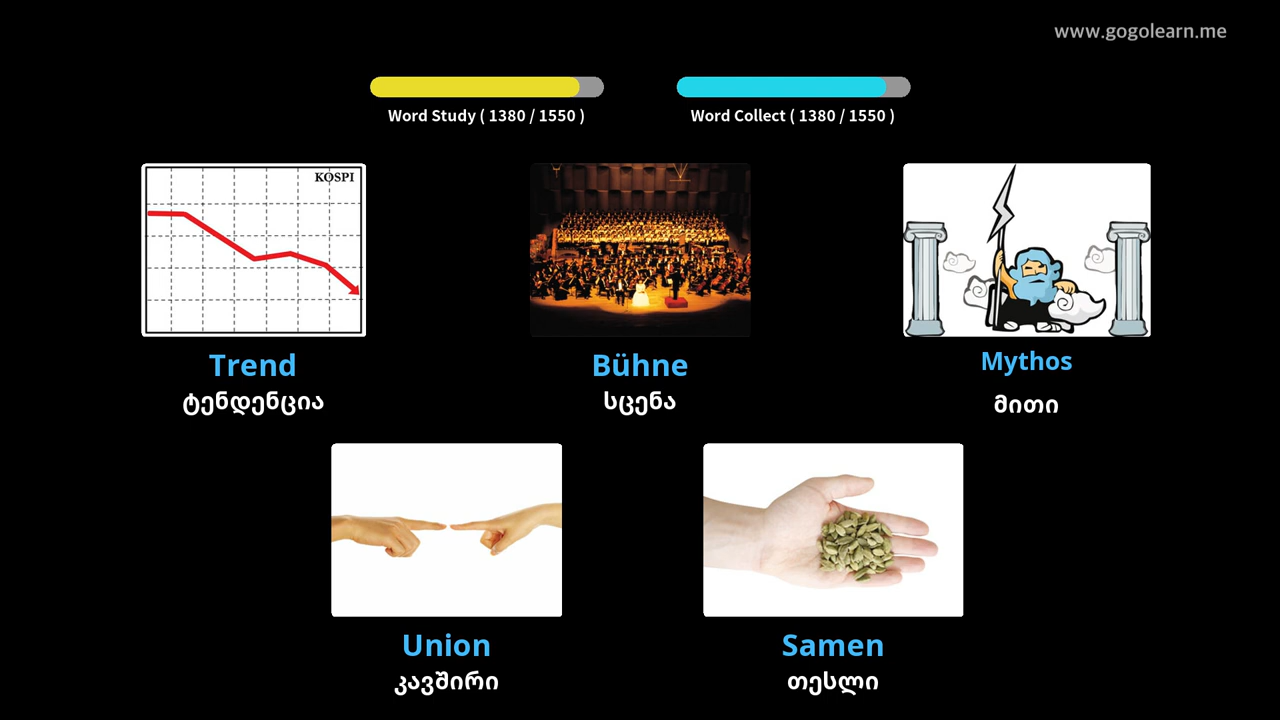 www.gogolearn.me
Word Study ( 1380 / 1550 )
Word Collect ( 1380 / 1550 )
KOSPI
Trend
ტენდენცია
Bühne
სცენა
Mythos
მითი
Union
კავშირი
Samen
თესლი